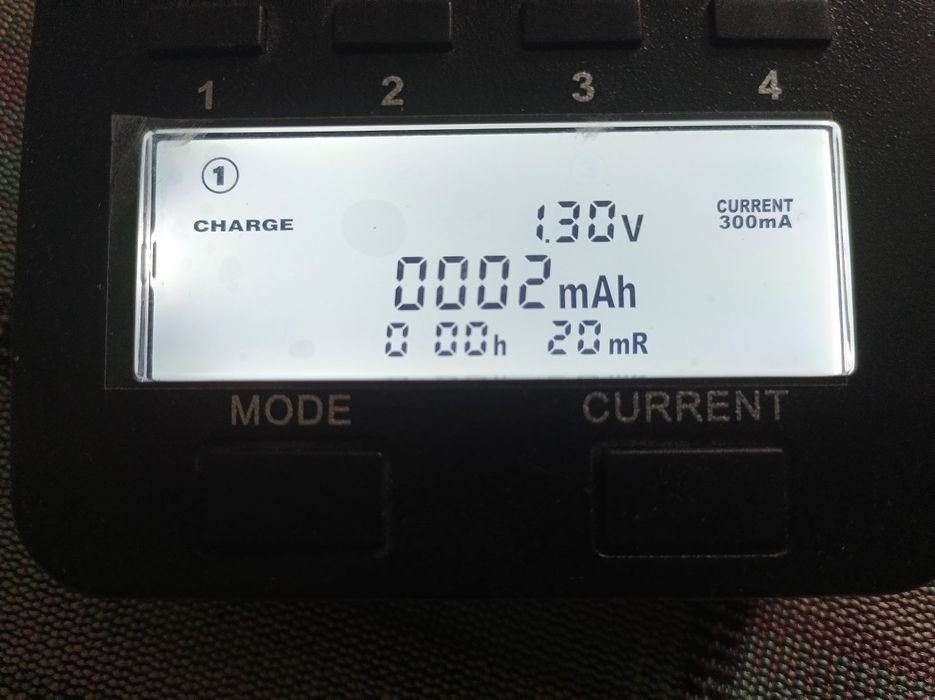 1 2 3 4
①
CHARGE
1.30V
CURRENT
300mA
0002mAh
0 00h 20mR
MODE CURRENT